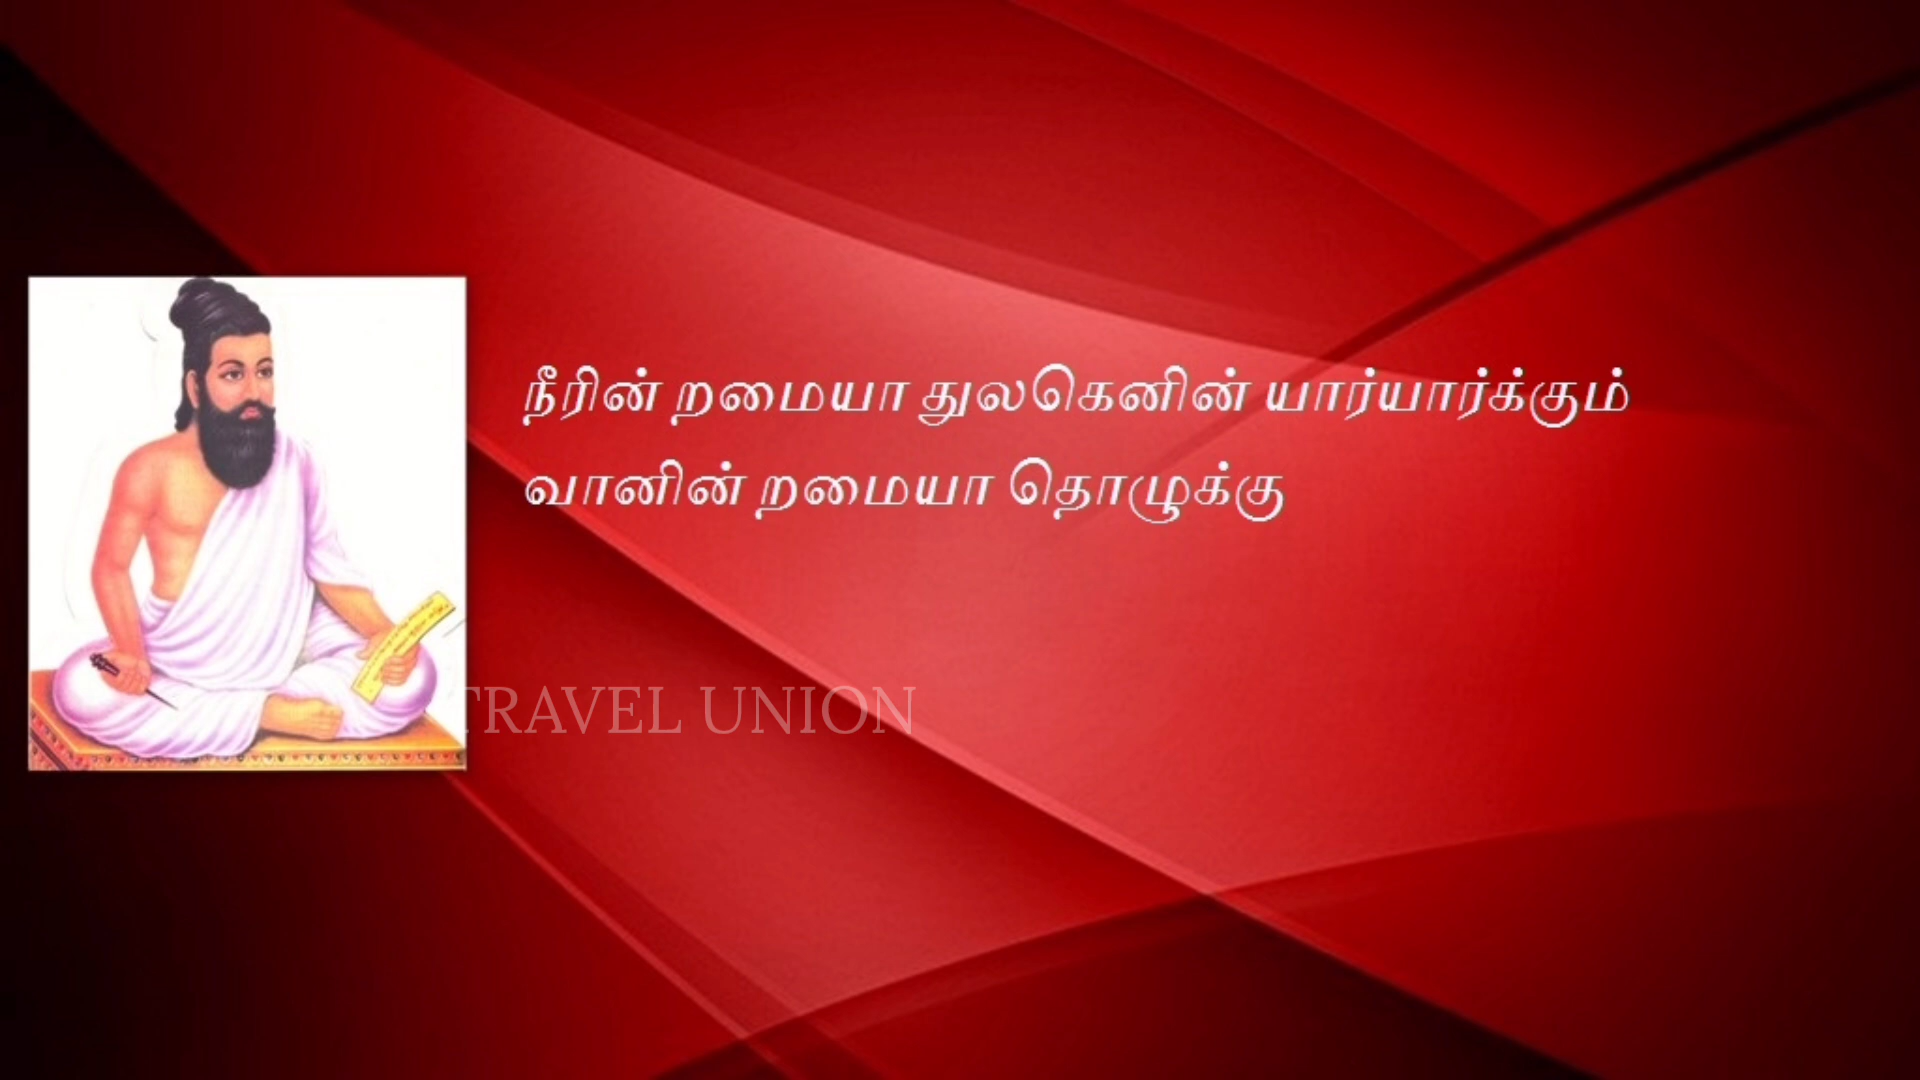 நீரின் றமையா துலகெனின் யார்யார்க்கும்
வானின் றமையா தொழுக்கு
TRAVEL UNION